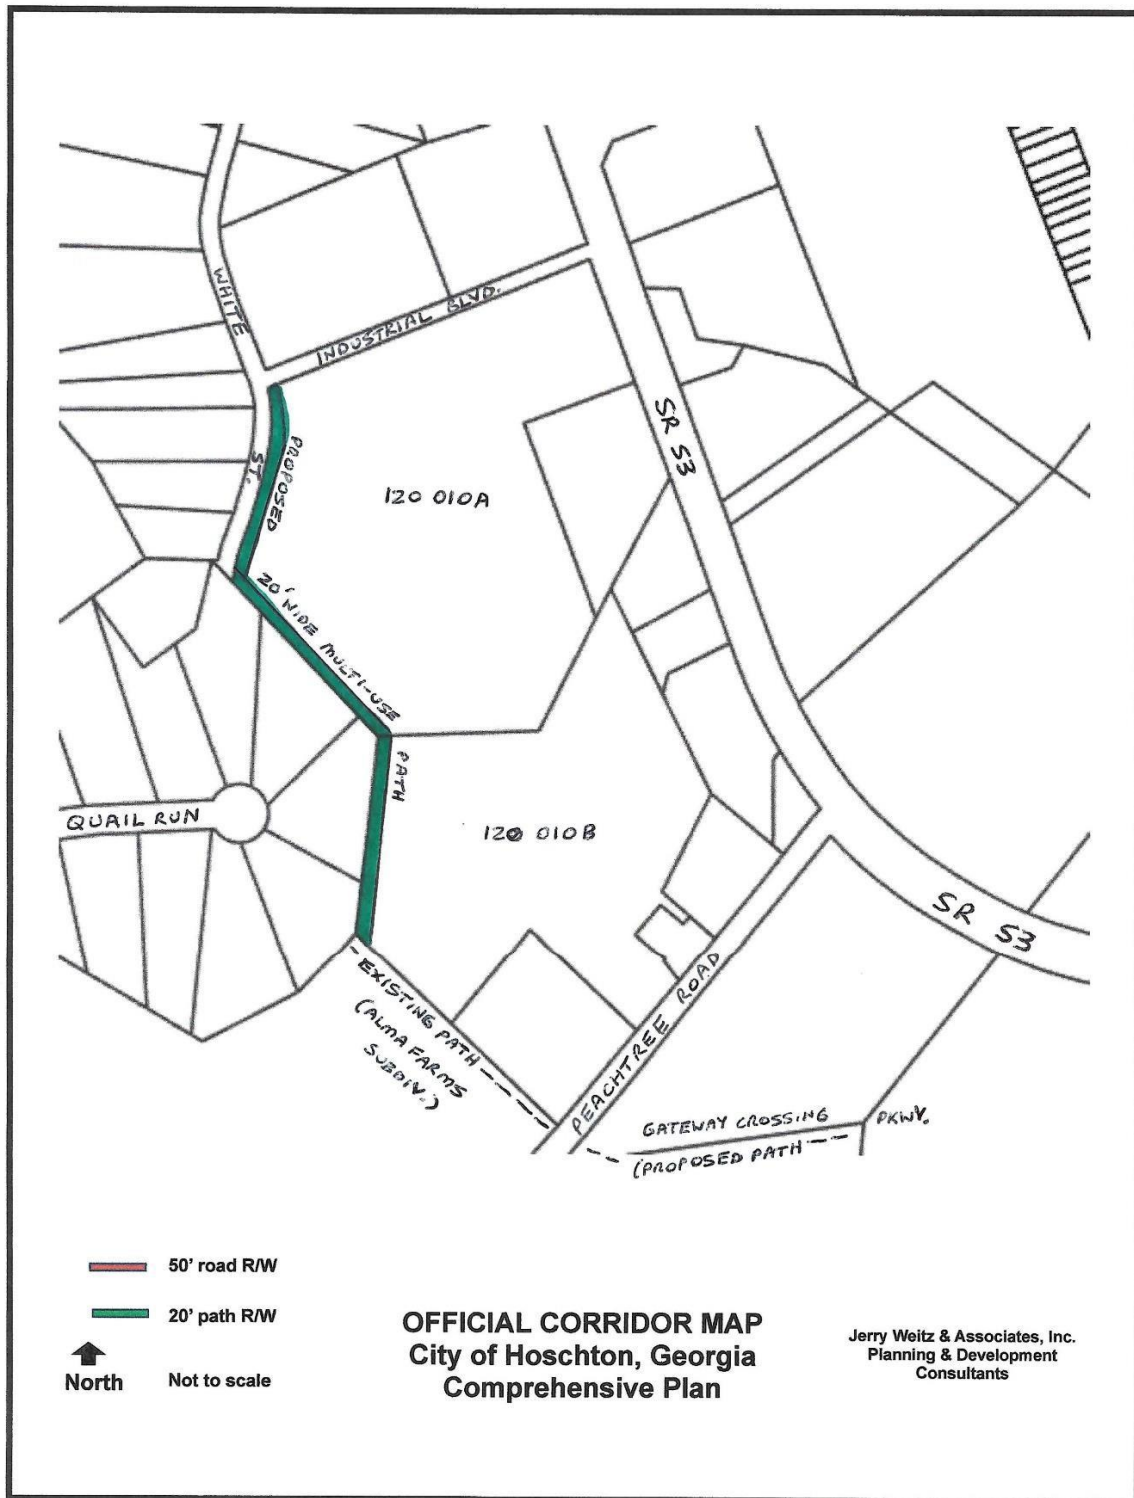 WHITE
ST.
INDUSTRIAL BLVD.
SR 53
PROPOSED
120 010A
20' WIDE MULTI-USE
PATH
QUAIL RUN
120 010B
SR 53
EXISTING PATH
(ALMA FARMS
SUBDIV.)
PEACHTREE ROAD
GATEWAY CROSSING PKWY.
(PROPOSED PATH
50' road R/W
20' path R/W
North
Not to scale
OFFICIAL CORRIDOR MAP
City of Hoschton, Georgia
Comprehensive Plan
Jerry Weitz & Associates, Inc.
Planning & Development
Consultants